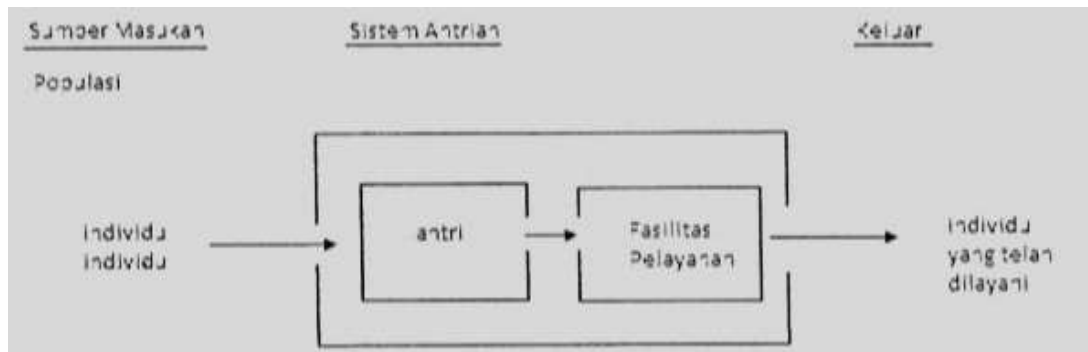 Sumber Masukan
Sistem Antrian
Keluar
Populasi
individu
individu
antri
Fasilitas
Pelayanan
individu
yang telah
dilayani